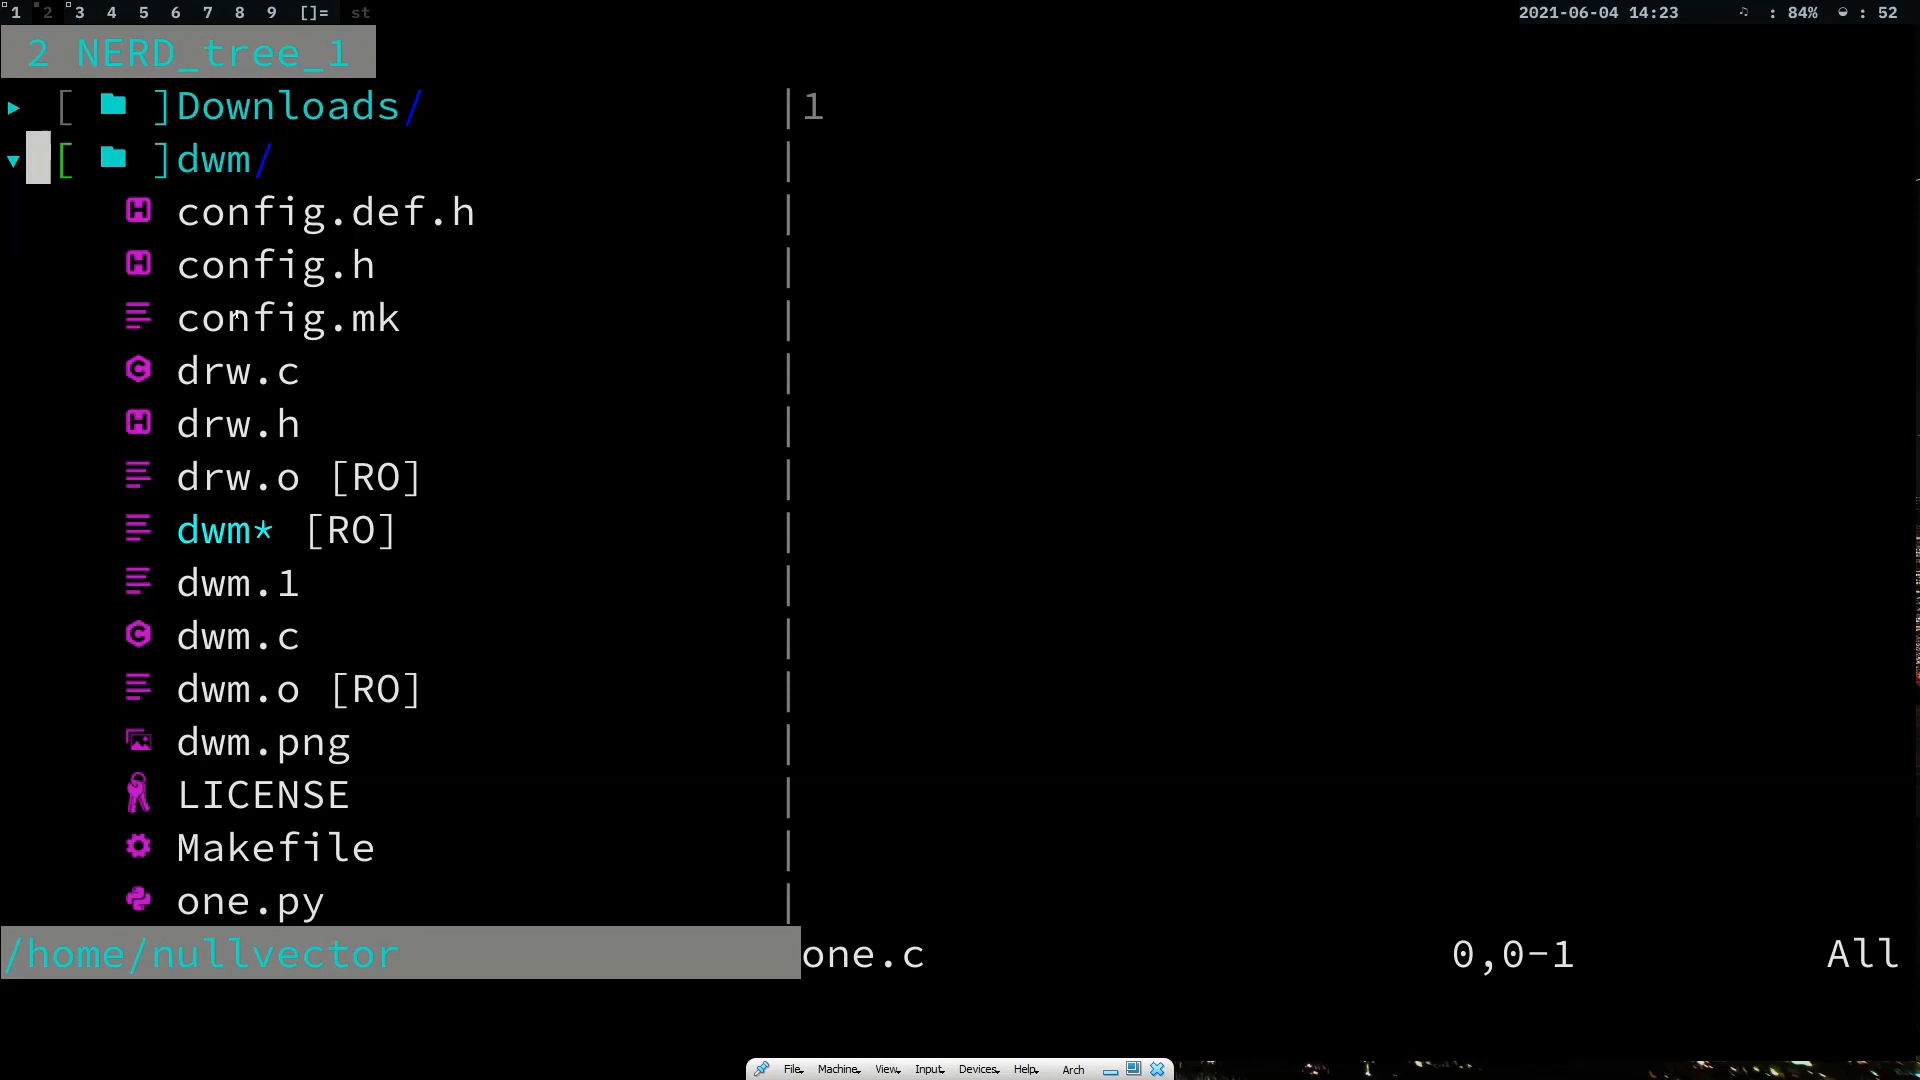 1 2 3 4 5 6 7 8 9 []= st 2021-06-04 14:23 : 84% : 52
2 NERD_tree_1
▸ [ ]Downloads/ |1
▾ [ ]dwm/
config.def.h
config.h
config.mk
drw.c
drw.h
drw.o [RO]
dwm* [RO]
dwm.1
dwm.c
dwm.o [RO]
dwm.png
LICENSE
Makefile
one.py
/home/nullvector one.c 0,0-1 All
File Machine View Input Devices Help Arch